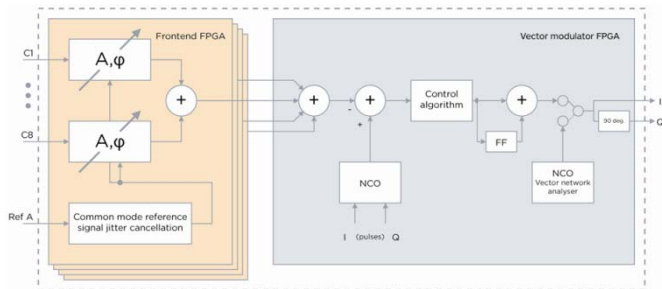 Frontend FPGA
Vector modulator FPGA
C1
A,φ
+
+
-
+
+
Control
algorithm
+
I
Q
90 deg
C8
A,φ
FF
NCO
NCO
Vector network
analyser
Ref A
Common mode reference
signal jitter cancellation
I (pulses) Q